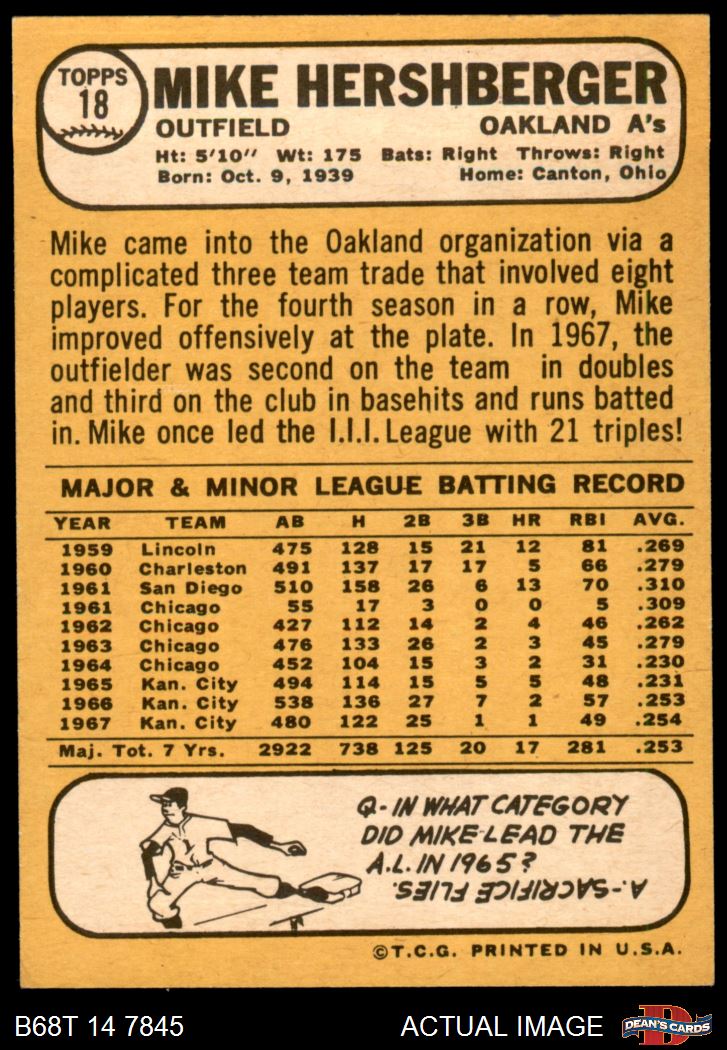 TOPPS
18
MIKE HERSHBERGER
OUTFIELD OAKLAND A's
Ht: 5'10" Wt: 175 Bats: Right Throws: Right
Born: Oct. 9, 1939 Home: Canton, Ohio
Mike came into the Oakland organization via a
complicated three team trade that involved eight
players. For the fourth season in a row, Mike
improved offensively at the plate. In 1967, the
outfielder was second on the team in doubles
and third on the club in basehits and runs batted
in. Mike once led the I.I.I. League with 21 triples!
MAJOR & MINOR LEAGUE BATTING RECORD
YEAR TEAM AB H 2B 3B HR RBI AVG.
1959 Lincoln 475 128 15 21 12 81 .269
1960 Charleston 491 137 17 17 5 66 .279
1961 San Diego 510 158 26 6 13 70 .310
1961 Chicago 55 17 3 0 0 5 .309
1962 Chicago 427 112 14 2 4 46 .262
1963 Chicago 476 133 26 2 3 45 .279
1964 Chicago 452 104 15 3 2 31 .230
1965 Kan. City 494 114 15 5 5 48 .231
1966 Kan. City 538 136 27 7 2 57 .253
1967 Kan. City 480 122 25 1 1 49 .254
Maj. Tot. 7 Yrs. 2922 738 125 20 17 281 .253
Q- IN WHAT CATEGORY
DID MIKE LEAD THE
A.L. IN 1965?
A.- SACRIFICE FLIES.
©T.C.G. PRINTED IN U.S.A.
B68T 14 7845 ACTUAL IMAGE
D
DEAN'S CARDS